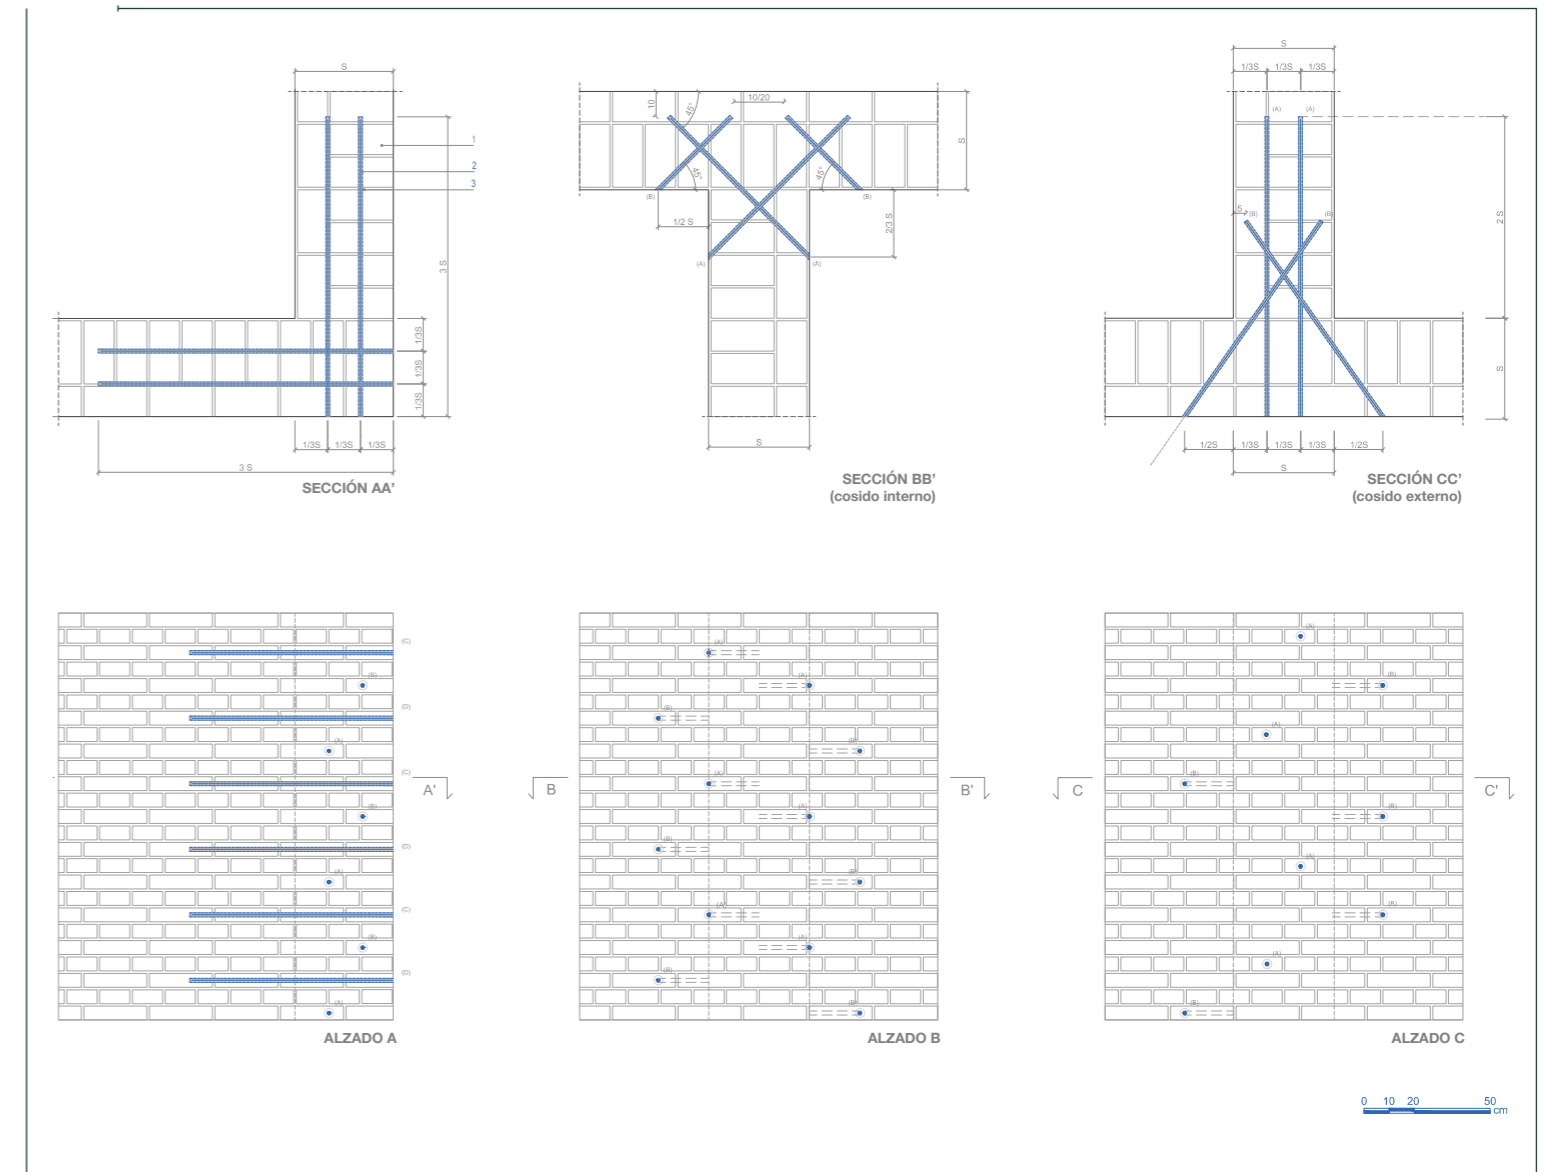 S
1
2
3
3 S
1/3S
1/3S
1/3S
1/3S 1/3S 1/3S
3 S
SECCIÓN AA'
10
45°
10/20
S
45°
45°
(B)
(B)
1/2 S
2/3 S
(A)
(A)
S
SECCIÓN BB'
(cosido interno)
S
1/3S 1/3S 1/3S
(A) (A)
5
(B)
(B)
2 S
S
1/2S 1/3S 1/3S 1/3S 1/2S
S
SECCIÓN CC'
(cosido externo)
(C)
(B)
(D)
(A)
(C)
A'
(B)
(D)
(A)
(C)
(B)
(D)
(A)
ALZADO A
(A)
(A)
(B)
(B)
(A)
B
B'
(A)
(B)
(B)
(A)
(A)
(B)
(B)
ALZADO B
(A)
(B)
(A)
(B)
C
C'
(B)
(A)
(B)
(A)
(B)
ALZADO C
0 10 20 50
cm